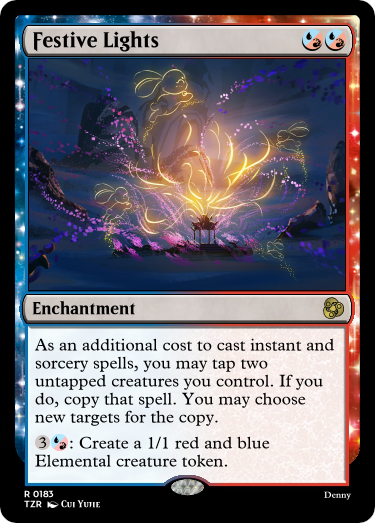 Festive Lights
Enchantment
As an additional cost to cast instant and
sorcery spells, you may tap two
untapped creatures you control. If you
do, copy that spell. You may choose
new targets for the copy.
3: Create a 1/1 red and blue
Elemental creature token.
R 0183
TZR Cui Yuhe
Denny